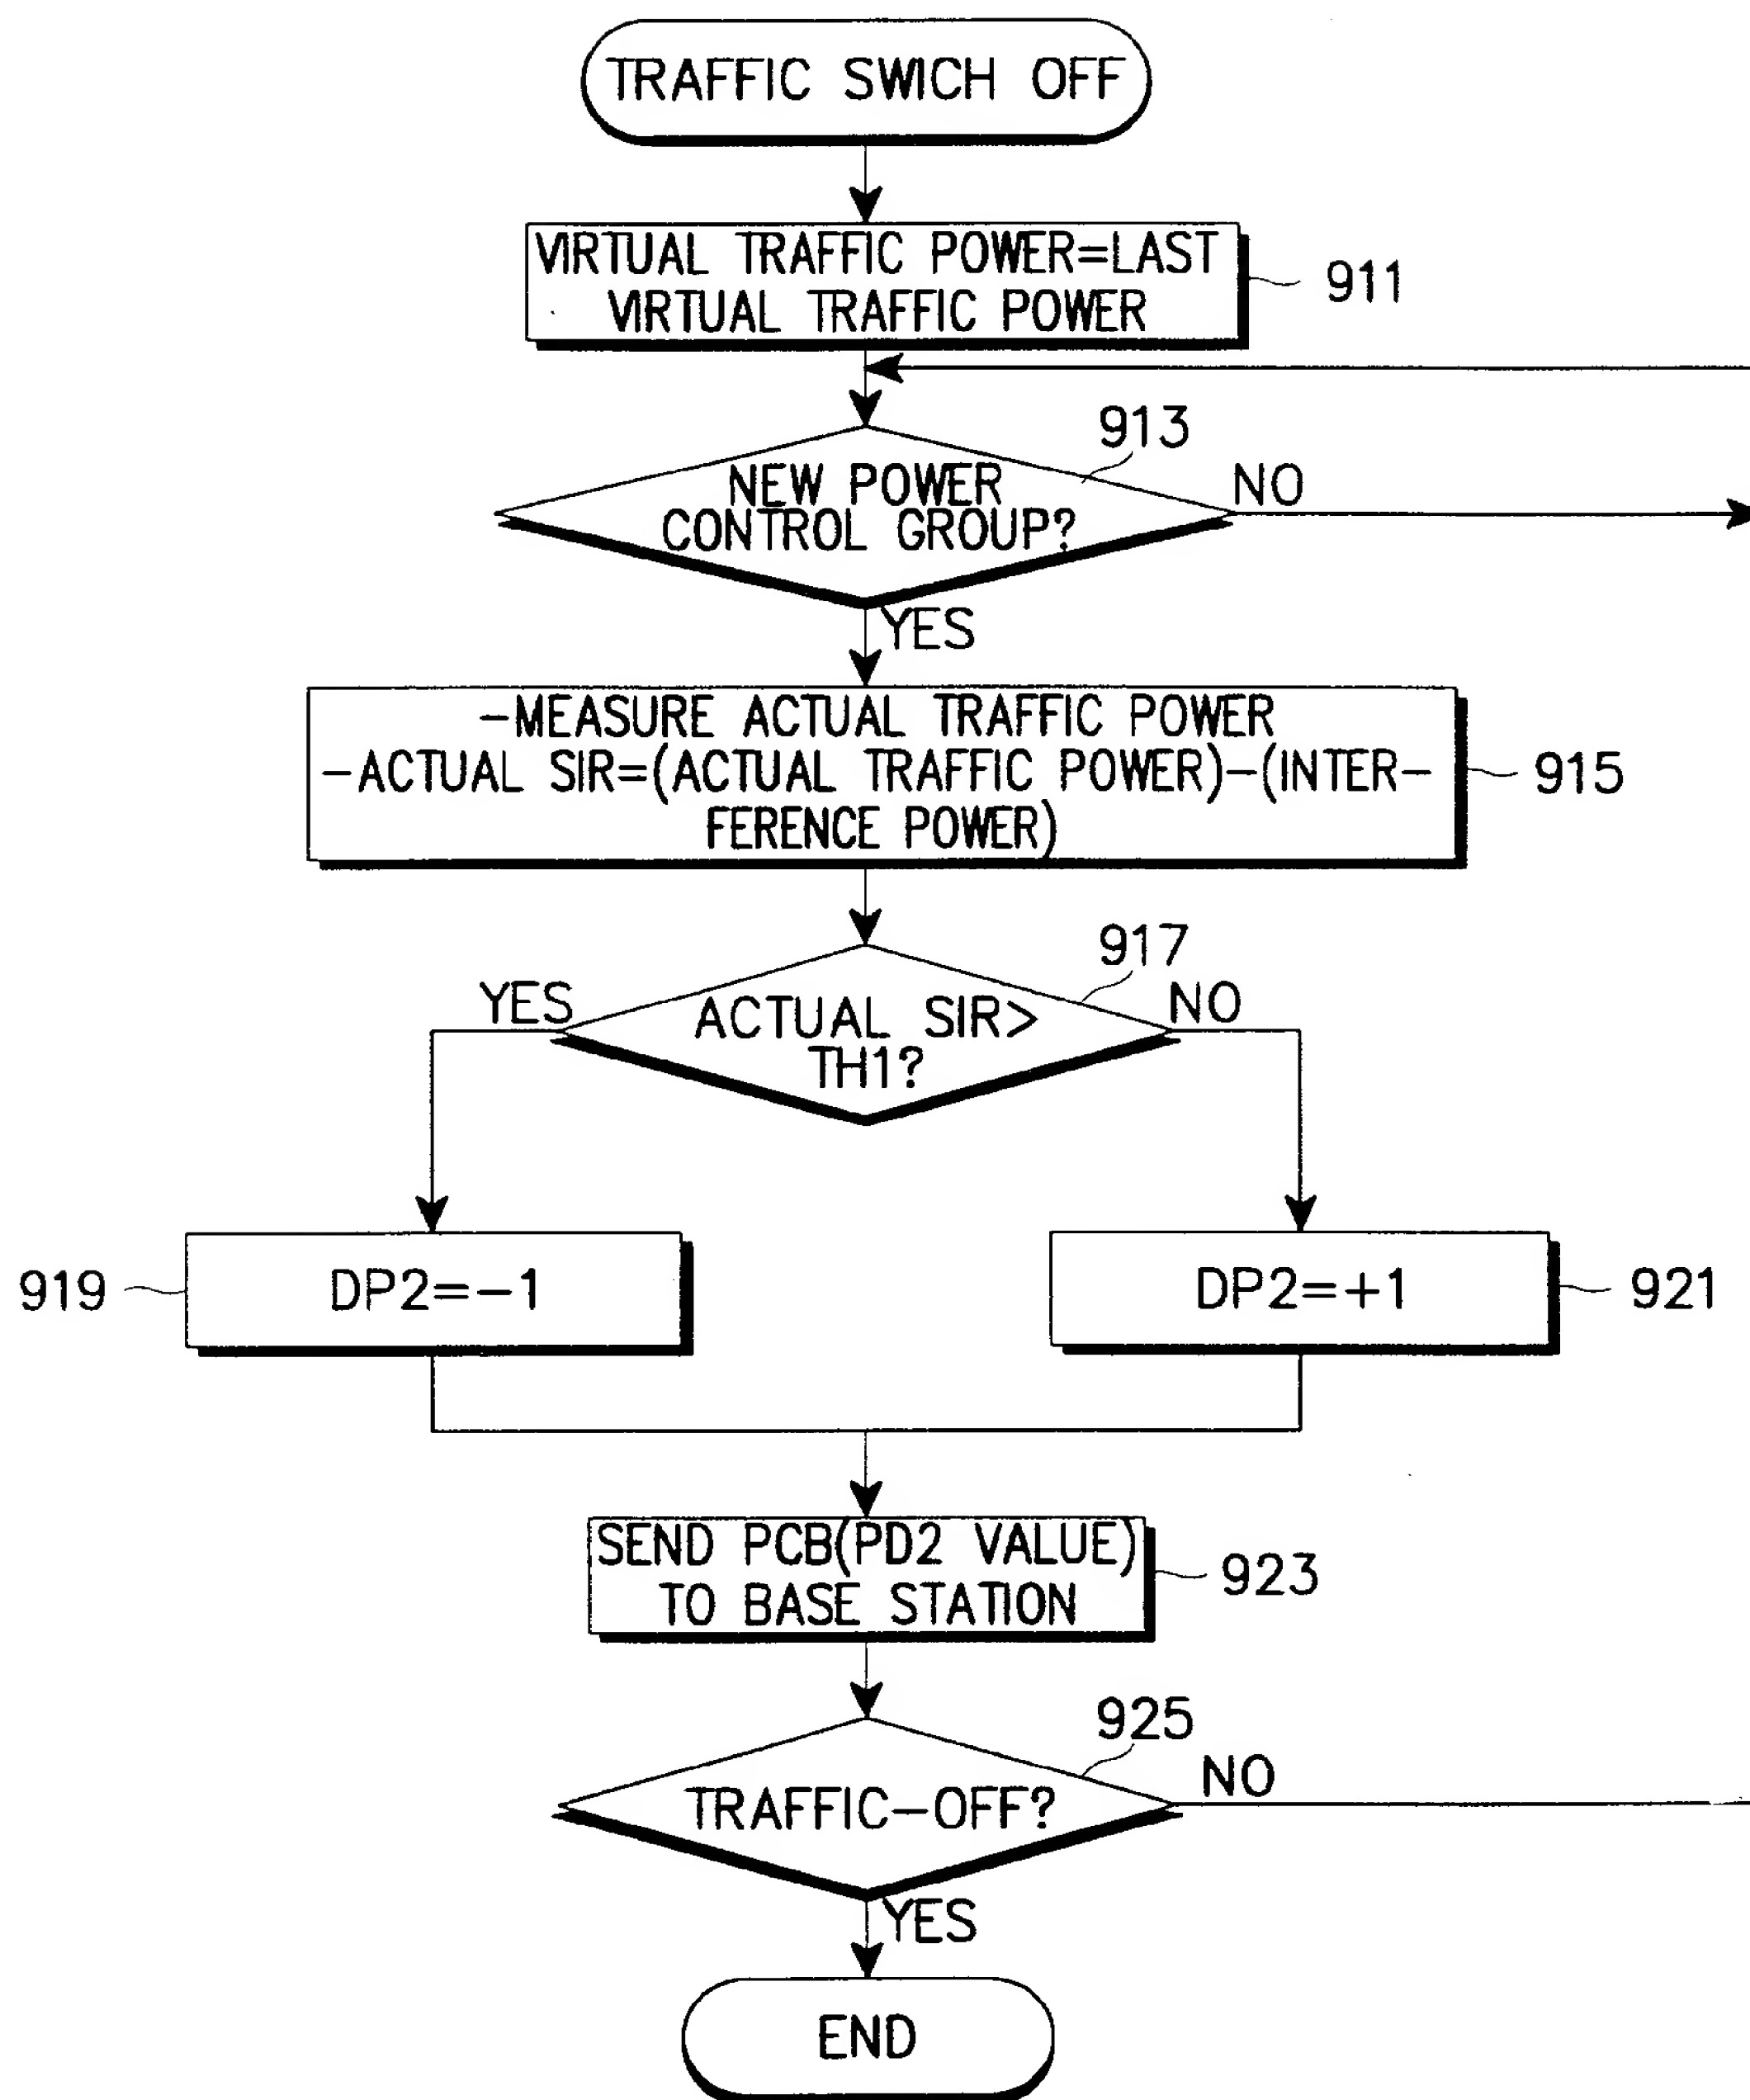 TRAFFIC SWICH OFF
VIRTUAL TRAFFIC POWER=LAST
VIRTUAL TRAFFIC POWER
911
913
NEW POWER
CONTROL GROUP?
NO
YES
-MEASURE ACTUAL TRAFFIC POWER
-ACTUAL SIR=(ACTUAL TRAFFIC POWER)-(INTER-
FERENCE POWER)
915
917
YES
ACTUAL SIR>
TH1?
NO
919
DP2=-1
DP2=+1
921
SEND PCB(PD2 VALUE)
TO BASE STATION
923
925
TRAFFIC-OFF?
NO
YES
END